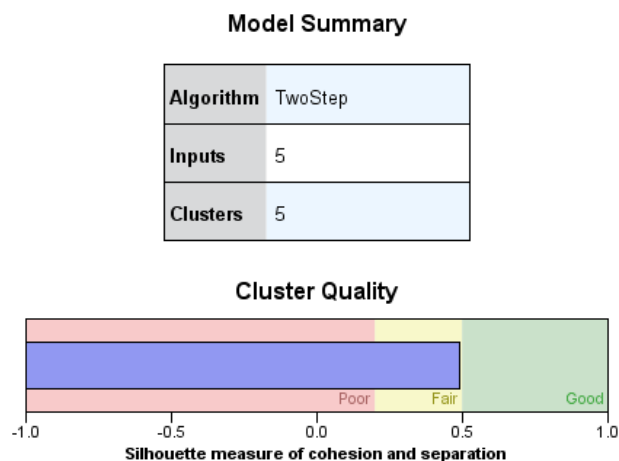 Model Summary
Algorithm TwoStep
Inputs 5
Clusters 5
Cluster Quality
Poor Fair Good
-1.0 -0.5 0.0 0.5 1.0
Silhouette measure of cohesion and separation